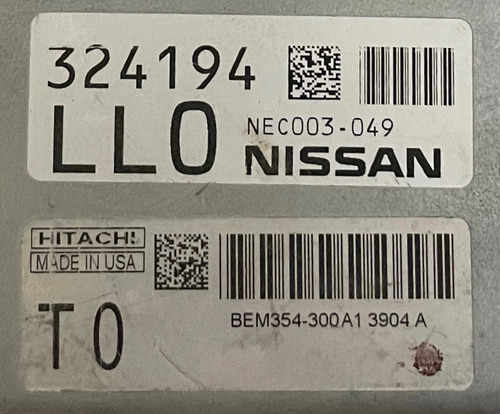 324194
LL0 NEC003-049
NISSAN
HITACHI
MADE IN USA
T0 BEM354-300A1 3904 A